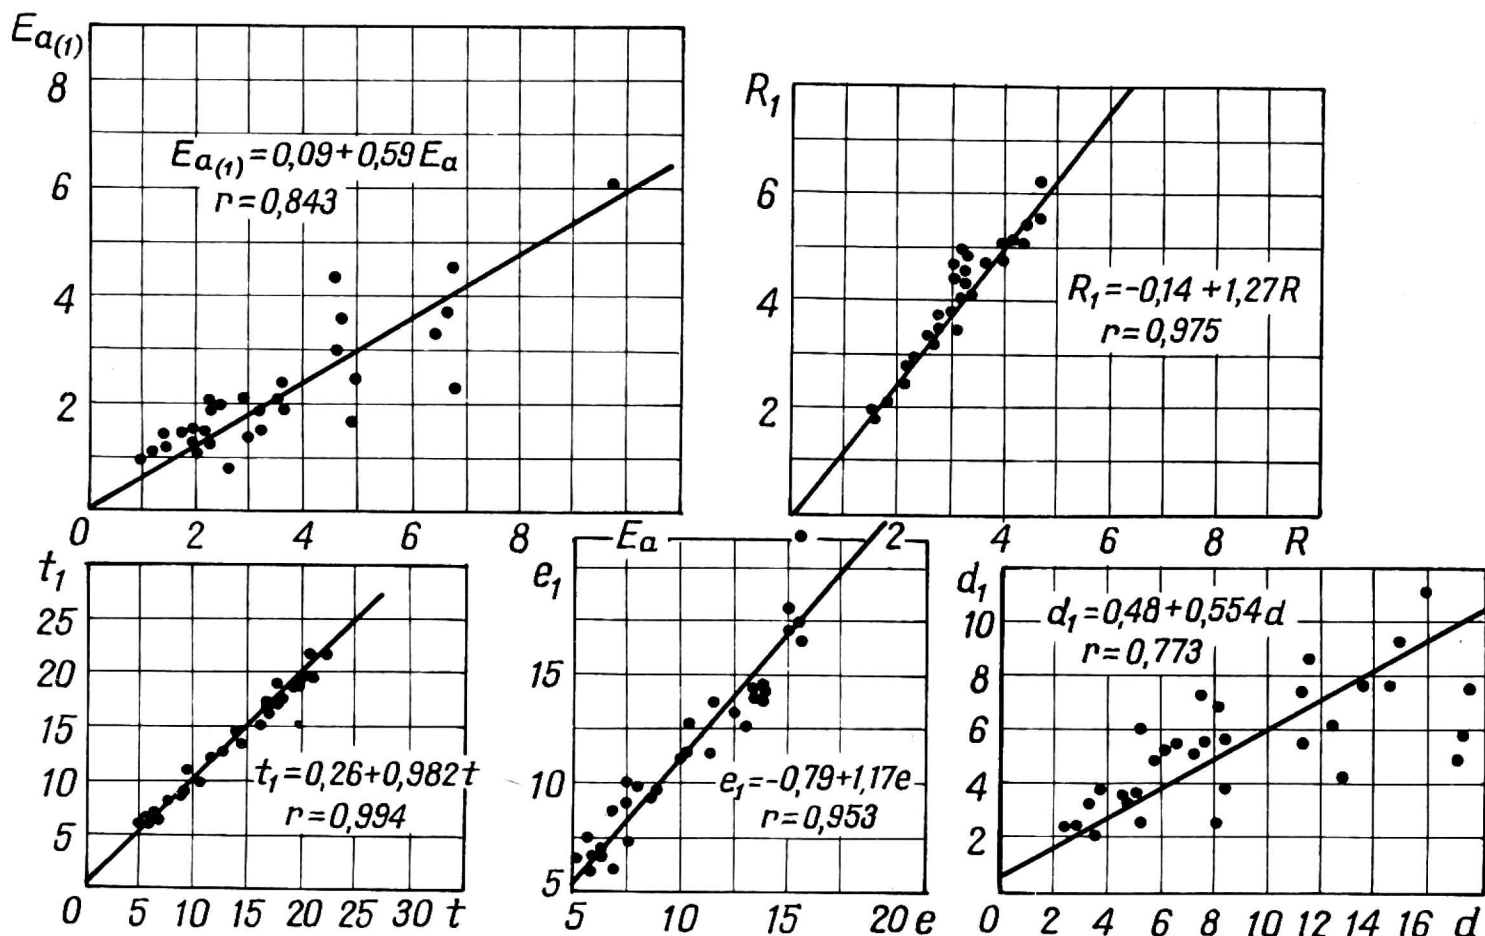 Ea(1)
8
6
4
2
Ea(1)=0,09+0,59Ea
r=0,843
0 2 4 6 8 Ea
R1
6
4
2
R1=-0,14+1,27R
r=0,975
2 4 6 8 R
t1
25
20
15
10
5
t1=0,26+0,982t
r=0,994
0 5 10 15 20 25 30 t
e1
15
10
5
e1=-0,79+1,17e
r=0,953
5 10 15 20 e
d1
10
8
6
4
2
d1=0,48+0,554d
r=0,773
0 2 4 6 8 10 12 14 16 d